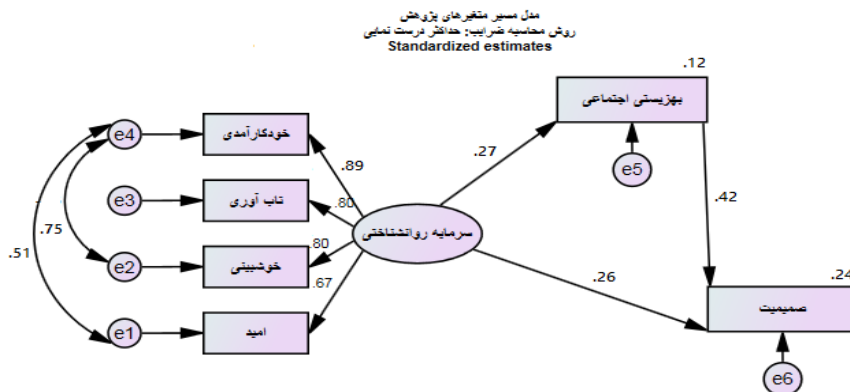 مدل مسیر متغیرهای پژوهش
روش محاسبه ضرایب: حداکثر درست نمایی
Standardized estimates
.12
بهزیستی اجتماعی
e4
خودکارآمدی
.27
e5
.89
e3
تاب آوری
.80
.42
سرمایه روانشناختی
.75
.51
e2
خوشبینی
.80
.26
.67
.24
صمیمیت
e1
امید
e6